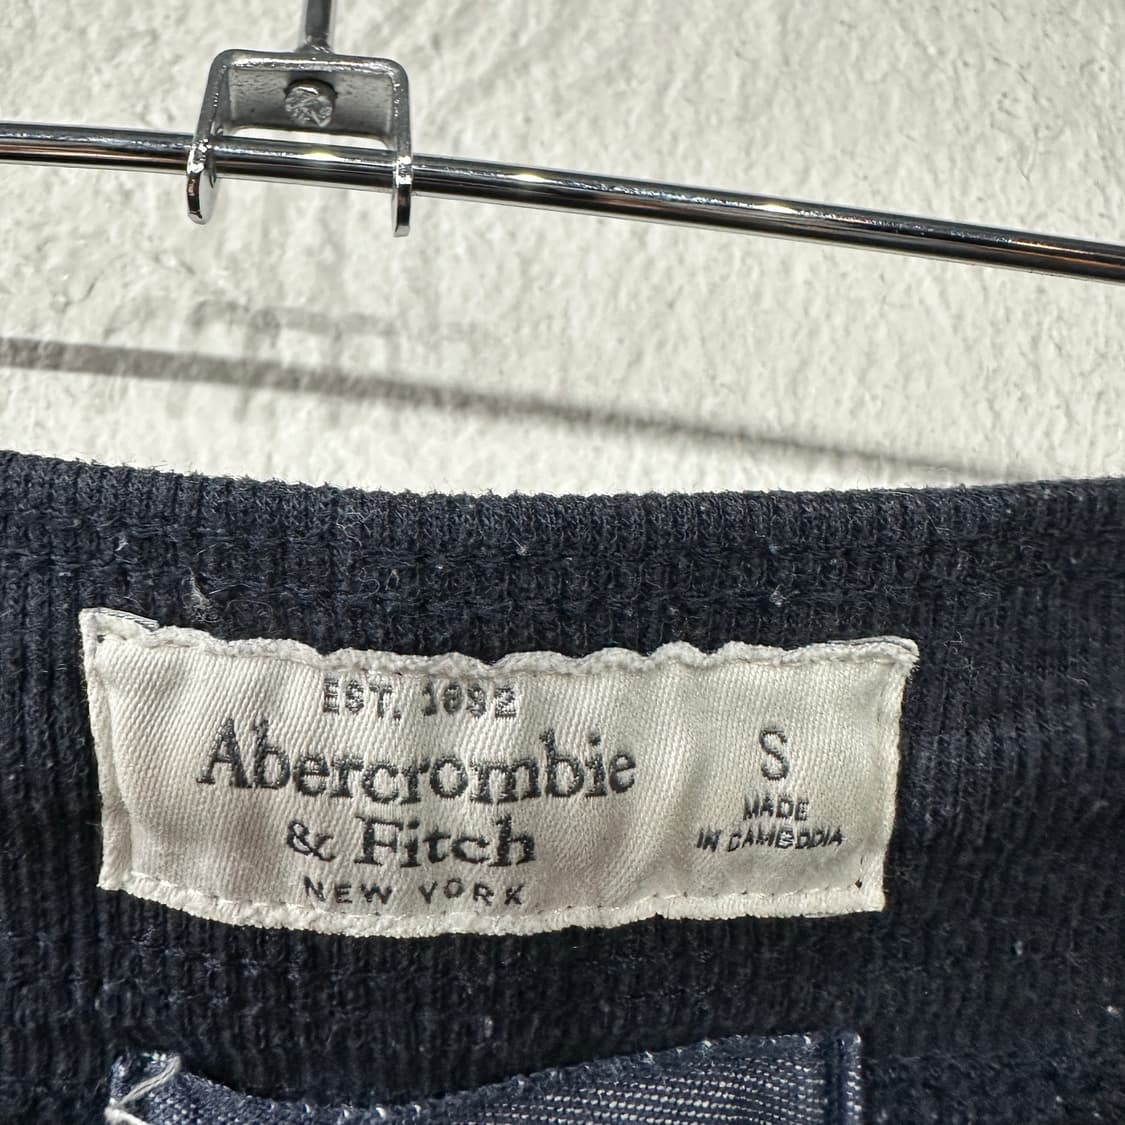 EST. 1892
Abercrombie
& Fitch
NEW YORK
S
MADE
IN CAMBODIA